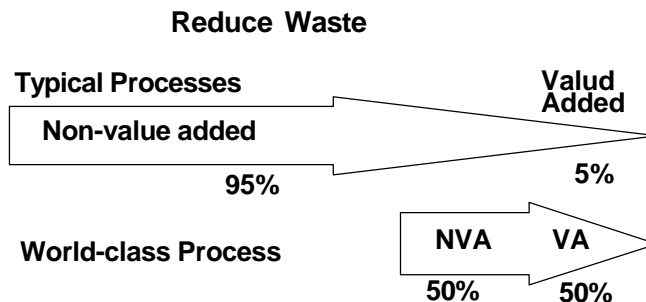 Reduce Waste
Typical Processes
Valud
Added
Non-value added
95%
5%
World-class Process
NVA
VA
50%
50%